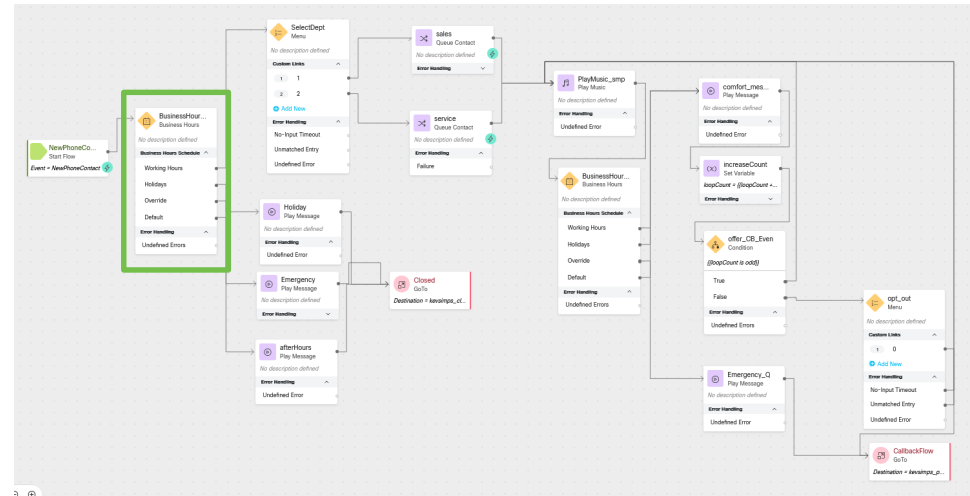 NewPhoneCo...
Start Flow
Event = NewPhoneContact
BusinessHour...
Business Hours
No description defined
Business Hours Schedule
Working Hours
Holidays
Override
Default
Error Handling
Undefined Errors
SelectDept
Menu
No description defined
Custom Links
1 1
2 2
Add New
Error Handling
No-Input Timeout
Unmatched Entry
Undefined Error
Holiday
Play Message
No description defined
Error Handling
Undefined Error
Emergency
Play Message
No description defined
Error Handling
afterHours
Play Message
No description defined
Error Handling
Undefined Error
sales
Queue Contact
No description defined
Error Handling
service
Queue Contact
No description defined
Error Handling
Failure
Closed
GoTo
Destination = kevsimps_cl...
PlayMusic_smp
Play Music
No description defined
Error Handling
Undefined Error
BusinessHour...
Business Hours
No description defined
Business Hours Schedule
Working Hours
Holidays
Override
Default
Error Handling
Undefined Errors
comfort_mes...
Play Message
No description defined
Error Handling
Undefined Error
increaseCount
Set Variable
loopCount = {{loopCount +...
Error Handling
offer_CB_Even
Condition
{{loopCount is odd}}
True
False
Error Handling
Undefined Errors
Emergency_Q
Play Message
No description defined
Error Handling
Undefined Error
opt_out
Menu
No description defined
Custom Links
1 0
Add New
Error Handling
No-Input Timeout
Unmatched Entry
Undefined Error
CallbackFlow
GoTo
Destination = kevsimps_p...